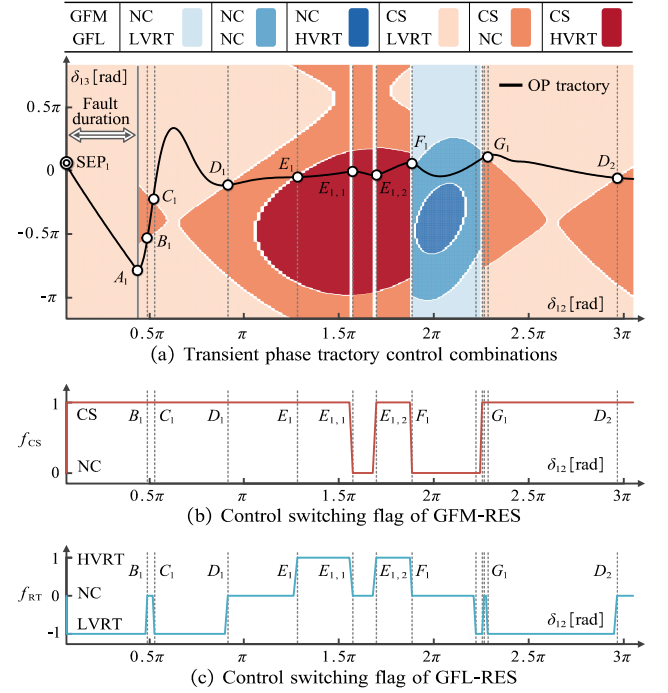 GFM NC NC NC CS CS CS
GFL LVRT NC HVRT LVRT NC HVRT
δ13 [rad]
Fault duration
OP tractory
0.5π
0
-0.5π
-π
SEP1
A1
B1
C1
D1
E1
E1,1
E1,2
F1
G1
D2
δ12 [rad]
0.5π π 1.5π 2π 2.5π 3π
(a) Transient phase tractory control combinations
1
fCS
0
CS
NC
B1 C1 D1 E1 E1,1 E1,2 F1 G1 D2
δ12 [rad]
0.5π π 1.5π 2π 2.5π 3π
(b) Control switching flag of GFM-RES
1
fRT 0
-1
HVRT
NC
LVRT
B1 C1 D1 E1 E1,1 E1,2 F1 G1 D2
δ12 [rad]
0.5π π 1.5π 2π 2.5π 3π
(c) Control switching flag of GFL-RES